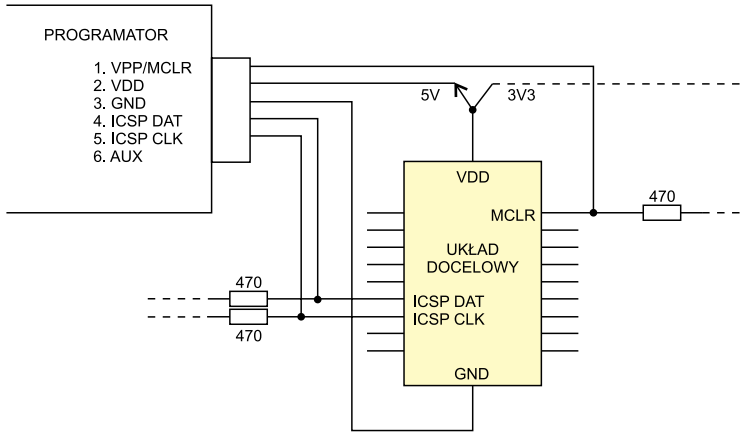 PROGRAMATOR
1. VPP/MCLR
2. VDD
3. GND
4. ICSP DAT
5. ICSP CLK
6. AUX
5V
3V3
VDD
MCLR
470
UKŁAD
DOCELOWY
470
ICSP DAT
ICSP CLK
470
GND